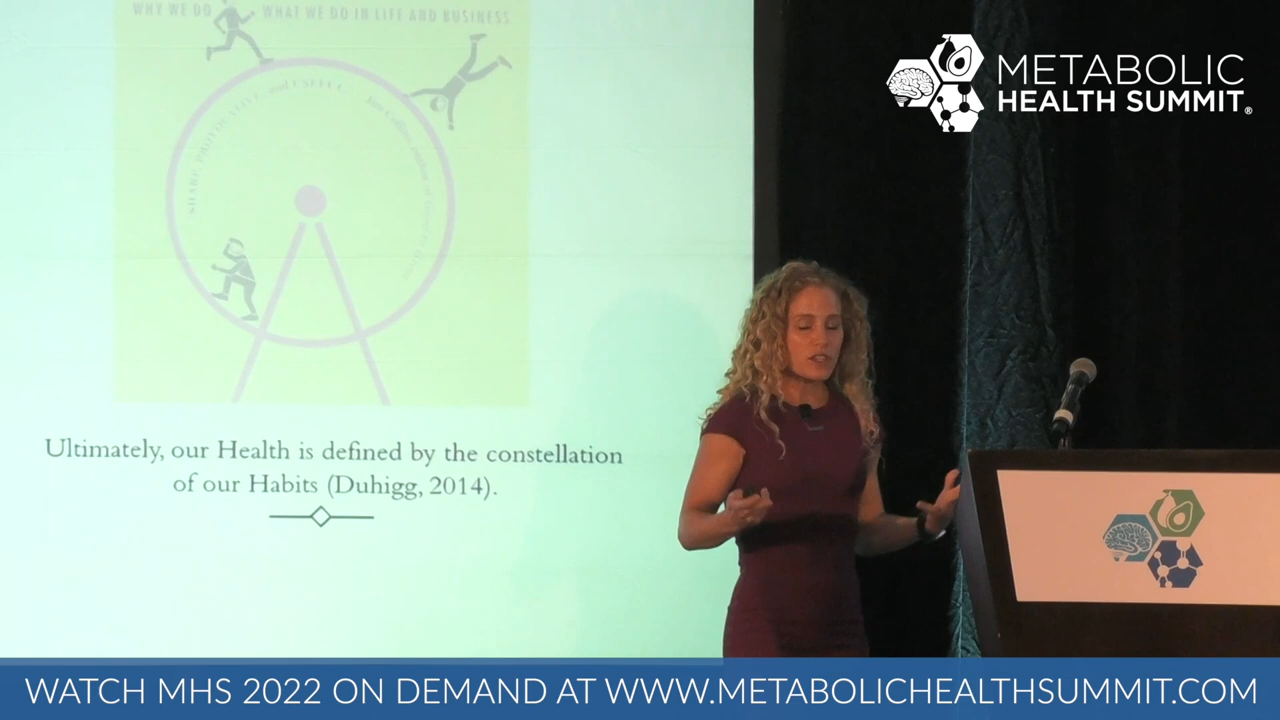 WHY WE DO WHAT WE DO IN LIFE AND BUSINESS
METABOLIC
HEALTH SUMMIT®
Ultimately, our Health is defined by the constellation
of our Habits (Duhigg, 2014).
WATCH MHS 2022 ON DEMAND AT WWW.METABOLICHEALTHSUMMIT.COM